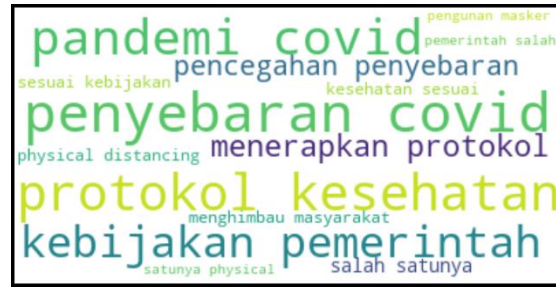 pengunan masker
pandemi covid
pemerintah salah
pencegahan penyebaran
sesuai kebijakan
kesehatan sesuai
penyebaran covid
menerapkan protokol
physical distancing
protokol kesehatan
menghimbau masyarakat
kebijakan pemerintah
satunya physical
salah satunya